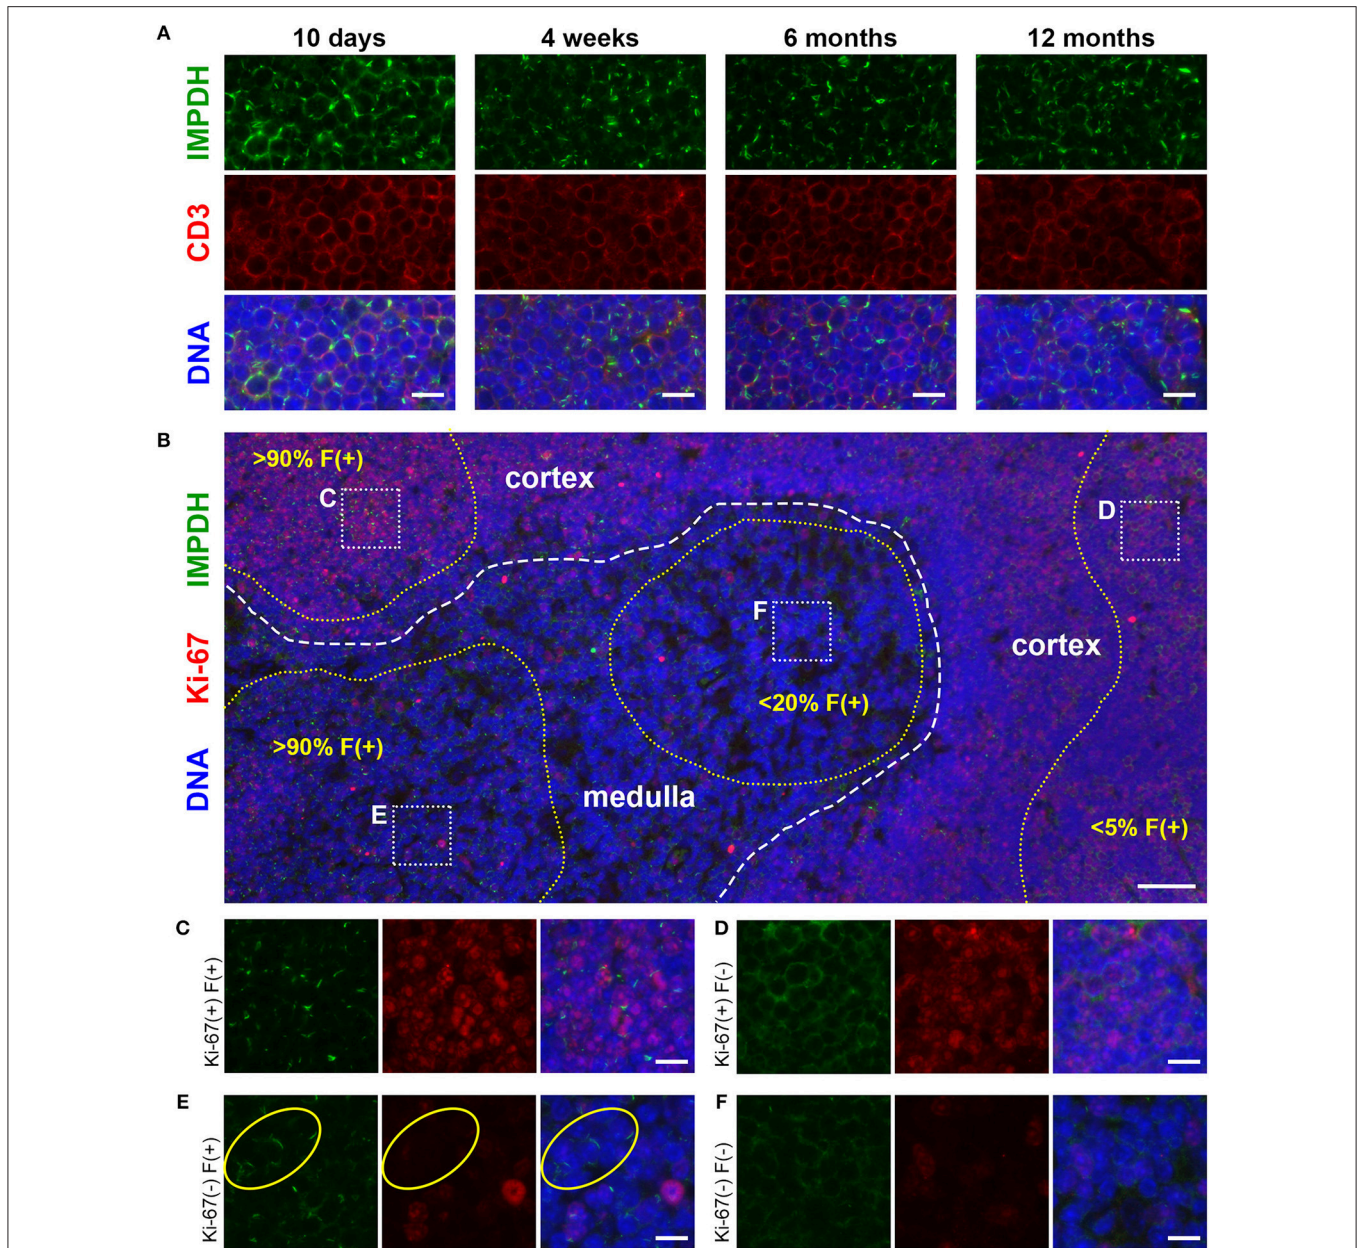 A
10 days
4 weeks
6 months
12 months
IMPDH
CD3
DNA
B
IMPDH
Ki-67
DNA
>90% F(+)
C
cortex
D
F
cortex
<20% F(+)
>90% F(+)
medulla
E
<5% F(+)
C
Ki-67(+) F(+)
D
Ki-67(+) F(-)
E
Ki-67(-) F(+)
F
Ki-67(-) F(-)